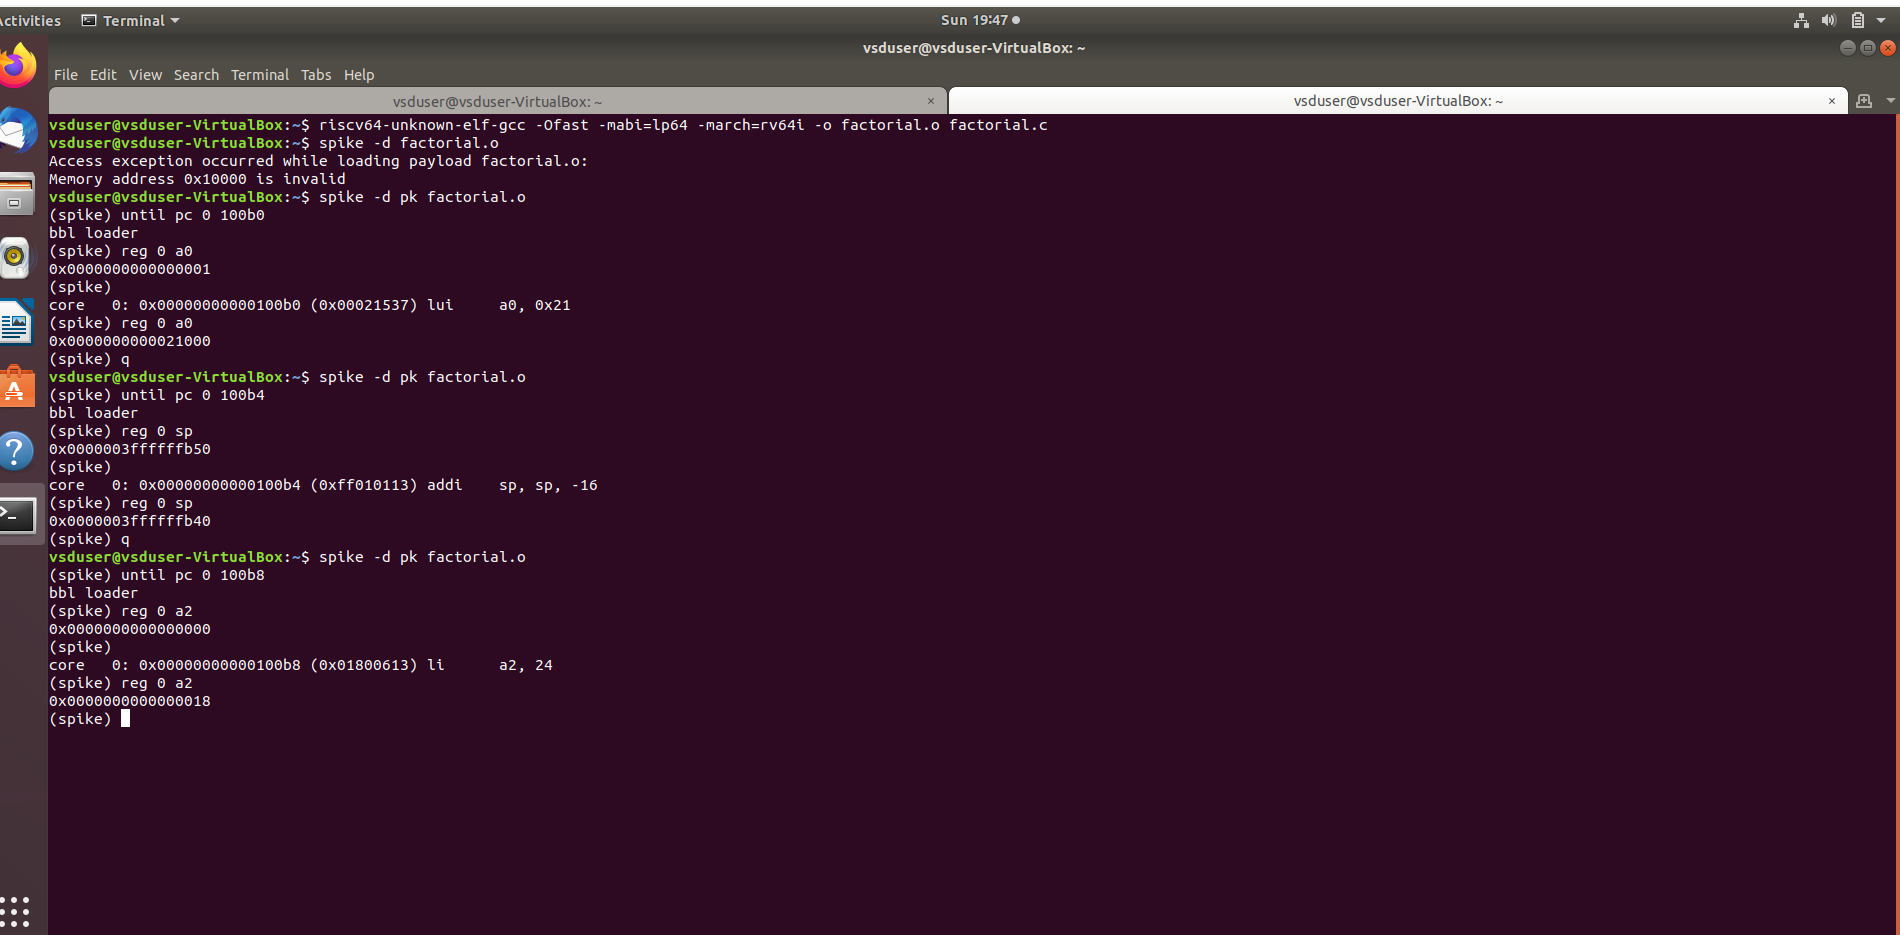 Activities Terminal Sun 19:47
vsduser@vsduser-VirtualBox: ~
File Edit View Search Terminal Tabs Help
vsduser@vsduser-VirtualBox: ~ × vsduser@vsduser-VirtualBox: ~ ×
vsduser@vsduser-VirtualBox:~$ riscv64-unknown-elf-gcc -Ofast -mabi=lp64 -march=rv64i -o factorial.o factorial.c
vsduser@vsduser-VirtualBox:~$ spike -d factorial.o
Access exception occurred while loading payload factorial.o:
Memory address 0x10000 is invalid
vsduser@vsduser-VirtualBox:~$ spike -d pk factorial.o
(spike) until pc 0 100b0
bbl loader
(spike) reg 0 a0
0x0000000000000001
(spike)
core   0: 0x00000000000100b0 (0x00021537) lui     a0, 0x21
(spike) reg 0 a0
0x0000000000021000
(spike) q
vsduser@vsduser-VirtualBox:~$ spike -d pk factorial.o
(spike) until pc 0 100b4
bbl loader
(spike) reg 0 sp
0x0000003ffffffb50
(spike)
core   0: 0x00000000000100b4 (0xff010113) addi    sp, sp, -16
(spike) reg 0 sp
0x0000003ffffffb40
(spike) q
vsduser@vsduser-VirtualBox:~$ spike -d pk factorial.o
(spike) until pc 0 100b8
bbl loader
(spike) reg 0 a2
0x0000000000000000
(spike)
core   0: 0x00000000000100b8 (0x01800613) li      a2, 24
(spike) reg 0 a2
0x0000000000000018
(spike)